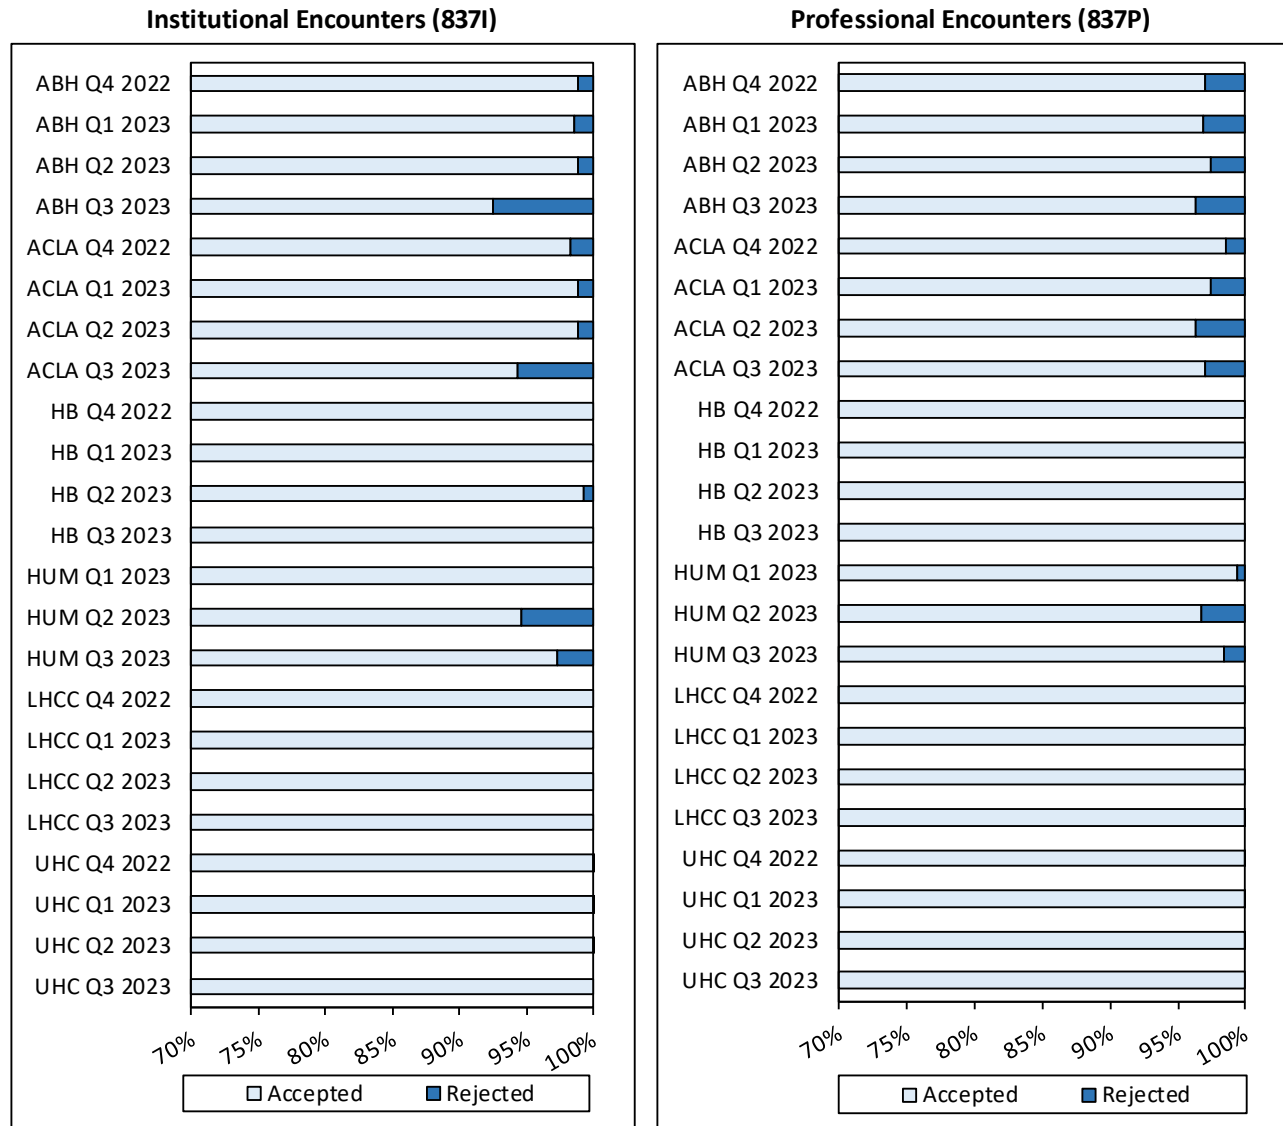 Institutional Encounters (837I)
ABH Q4 2022
ABH Q1 2023
ABH Q2 2023
ABH Q3 2023
ACLA Q4 2022
ACLA Q1 2023
ACLA Q2 2023
ACLA Q3 2023
HB Q4 2022
HB Q1 2023
HB Q2 2023
HB Q3 2023
HUM Q1 2023
HUM Q2 2023
HUM Q3 2023
LHCC Q4 2022
LHCC Q1 2023
LHCC Q2 2023
LHCC Q3 2023
UHC Q4 2022
UHC Q1 2023
UHC Q2 2023
UHC Q3 2023
70% 75% 80% 85% 90% 95% 100%
Accepted Rejected
Professional Encounters (837P)
ABH Q4 2022
ABH Q1 2023
ABH Q2 2023
ABH Q3 2023
ACLA Q4 2022
ACLA Q1 2023
ACLA Q2 2023
ACLA Q3 2023
HB Q4 2022
HB Q1 2023
HB Q2 2023
HB Q3 2023
HUM Q1 2023
HUM Q2 2023
HUM Q3 2023
LHCC Q4 2022
LHCC Q1 2023
LHCC Q2 2023
LHCC Q3 2023
UHC Q4 2022
UHC Q1 2023
UHC Q2 2023
UHC Q3 2023
70% 75% 80% 85% 90% 95% 100%
Accepted Rejected